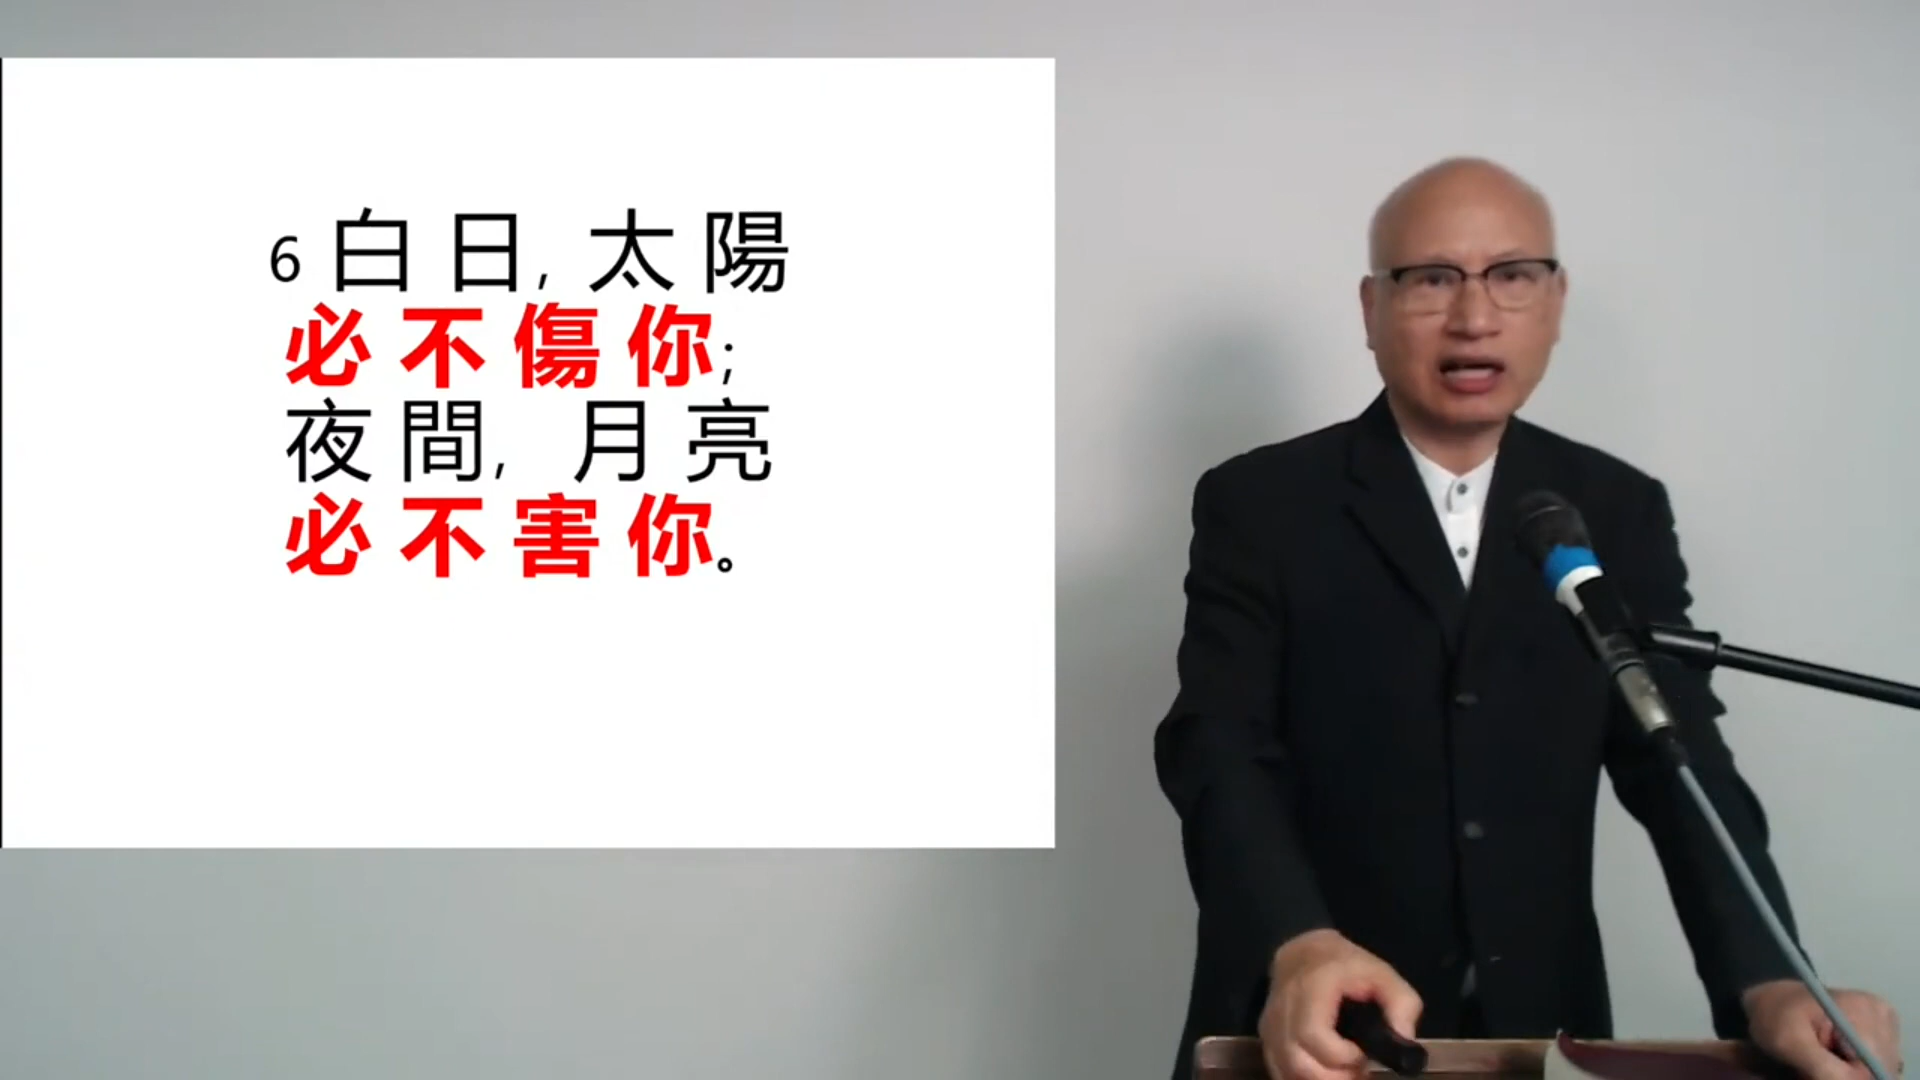 6 白日, 太陽
必不傷你;
夜間, 月亮
必不害你。